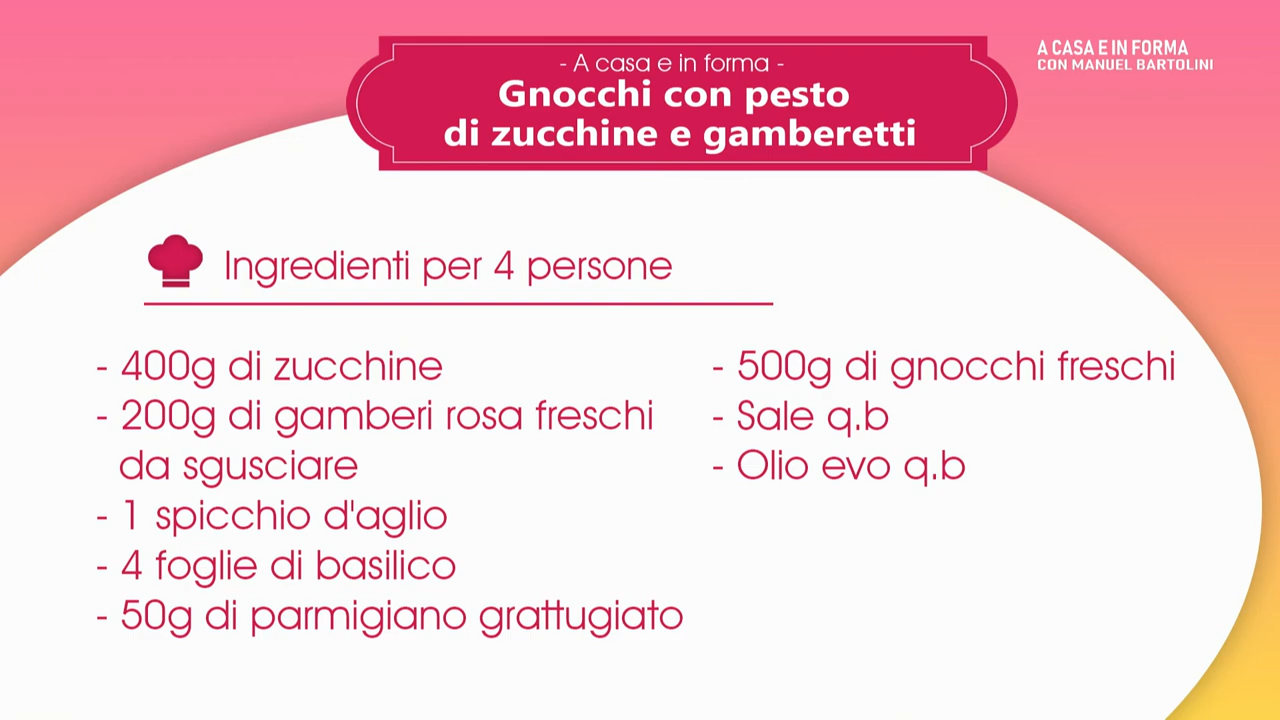 - A casa e in forma -
Gnocchi con pesto
di zucchine e gamberetti
A CASA E IN FORMA
CON MANUEL BARTOLINI
Ingredienti per 4 persone
- 400g di zucchine
- 200g di gamberi rosa freschi
da sgusciare
- 1 spicchio d'aglio
- 4 foglie di basilico
- 50g di parmigiano grattugiato
- 500g di gnocchi freschi
- Sale q.b
- Olio evo q.b